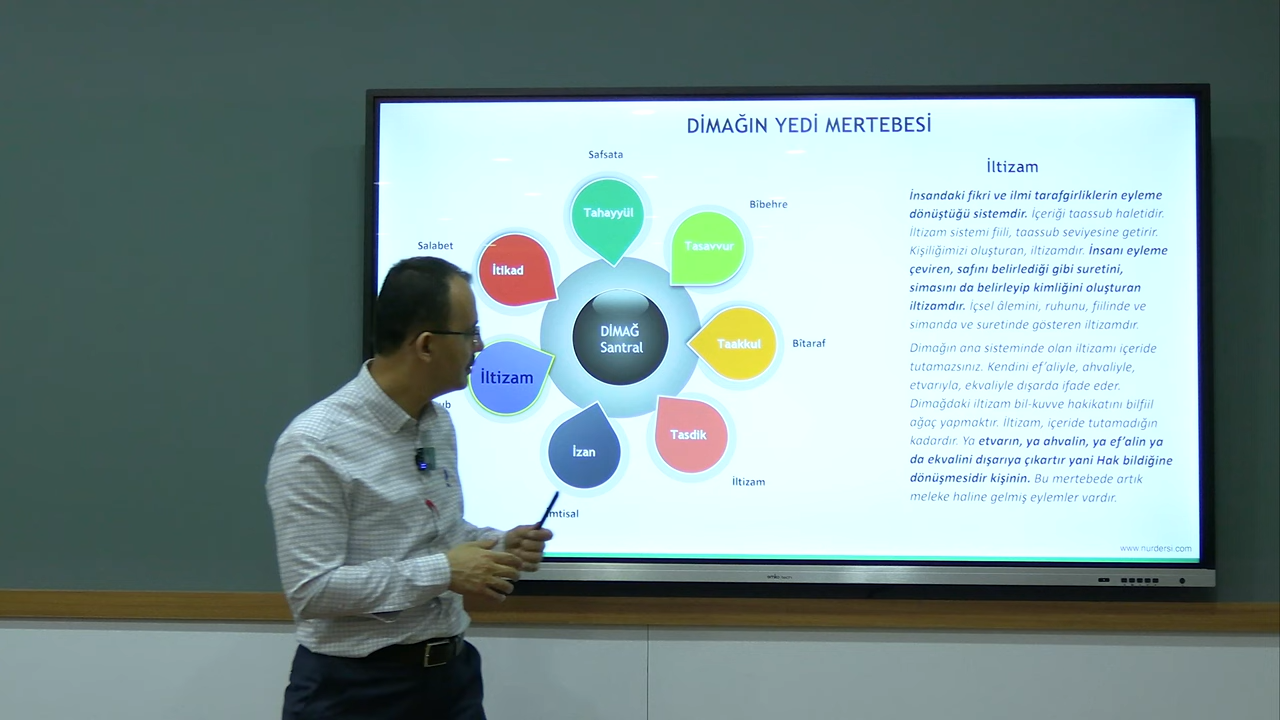 DİMAĞIN YEDİ MERTEBESİ
Safsata
Tahayyül
Bîbehre
Tasavvur
Salabet
İtikad
DİMAĞ
Santral
Taakkul
Bîtaraf
İltizam
Tasdik
İzan
İltizam
İltizam
İnsandaki fikri ve ilmi tarafgirliklerin eyleme
dönüştüğü sistemdir. İçeriği taassub haletidir.
İltizam sistemi fiili, taassub seviyesine getirir.
Kişiliğimizi oluşturan, iltizamdır. İnsanı eyleme
çeviren, safını belirlediği gibi suretini,
simasını da belirleyip kimliğini oluşturan
iltizamdır. İçsel âlemini, ruhunu, fiilinde ve
simanda ve suretinde gösteren iltizamdır.
Dimağın ana sisteminde olan iltizamı içeride
tutamazsınız. Kendini ef'aliyle, ahvaliyle,
etvarıyla, ekvaliyle dışarda ifade eder.
Dimağdaki iltizam bil-kuvve hakikatını bilfiil
ağaç yapmaktır. İltizam, içeride tutamadığın
kadardır. Ya etvarın, ya ahvalin, ya ef'alin ya
da ekvalini dışarıya çıkartır yani Hak bildiğine
dönüşmesidir kişinin. Bu mertebede artık
meleke haline gelmiş eylemler vardır.
www.nurdersi.com